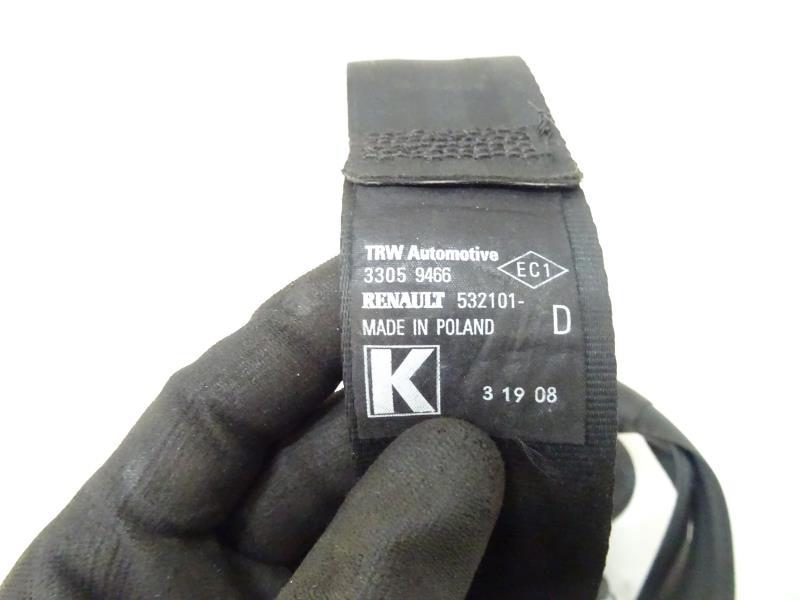 TRW Automotive
3305 9466
EC1
RENAULT 532101-
D
MADE IN POLAND
K
3 19 08